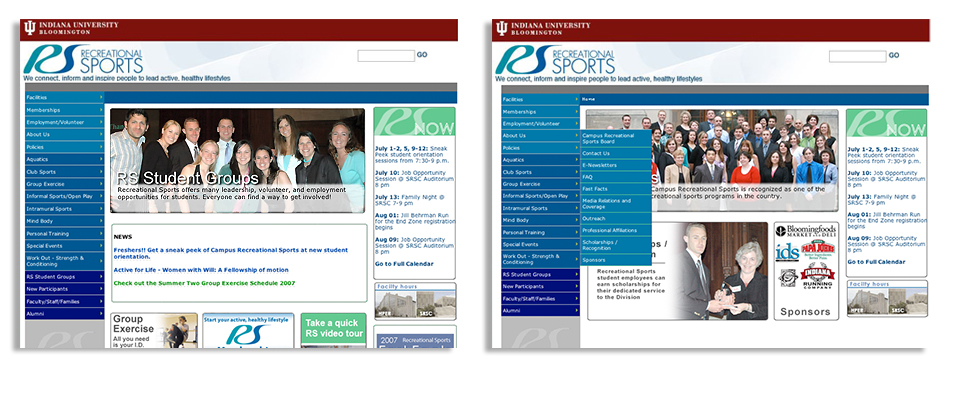 INDIANA UNIVERSITY
BLOOMINGTON
RS RECREATIONAL
SPORTS
GO
We connect, inform and inspire people to lead active, healthy lifestyles
Facilities
Memberships
Employment/Volunteer
About Us
Policies
Aquatics
Club Sports
Group Exercise
Informal Sports/Open Play
Intramural Sports
Mind Body
Personal Training
Special Events
Work Out - Strength &
Conditioning
RS Student Groups
New Participants
Faculty/Staff/Families
Alumni
RS Student Groups
Recreational Sports offers many leadership, volunteer, and employment
opportunities for students. Everyone can find a way to get involved!
NEWS
Freshers!! Get a sneak peek of Campus Recreational Sports at new student
orientation.
Active for Life - Women with Will: A Fellowship of motion
Check out the Summer Two Group Exercise Schedule 2007
Group
Exercise
All you need
is your I.D.
Start your active, healthy lifestyle
RS
Take a quick
RS video tour
RS NOW
July 1-2, 5, 9-12: Sneak
Peek student orientation
sessions from 7:30-9 p.m.
July 10: Job Opportunity
Session @ SRSC Auditorium
8 pm
July 13: Family Night @
SRSC 7-9 pm
Aug 01: Jill Behrman Run
for the End Zone registration
begins
Aug 09: Job Opportunity
Session @ SRSC Auditorium
8 pm
Go to Full Calendar
Facility hours
HPER SRSC
2007 Recreational Sports
INDIANA UNIVERSITY
BLOOMINGTON
RS RECREATIONAL
SPORTS
GO
We connect, inform and inspire people to lead active, healthy lifestyles
Facilities
Memberships
Employment/Volunteer
About Us
Policies
Aquatics
Club Sports
Group Exercise
Informal Sports/Open Play
Intramural Sports
Mind Body
Personal Training
Special Events
Work Out - Strength &
Conditioning
RS Student Groups
New Participants
Faculty/Staff/Families
Alumni
Home
Campus Recreational
Sports Board
Contact Us
E-Newsletters
FAQ
Fast Facts
Media Relations and
Coverage
Outreach
Professional Affiliations
Scholarships /
Recognition
Sponsors
Campus Recreational Sports is recognized as one of the
recreational sports programs in the country.
Recreational Sports
student employees can
earn scholarships for
their dedicated service
to the Division
Bloomingfoods
MARKET & DELI
ids
PAPA JOHN'S
INDIANA
RUNNING
COMPANY
Sponsors
RS NOW
July 1-2, 5, 9-12: Sneak
Peek student orientation
sessions from 7:30-9 p.m.
July 10: Job Opportunity
Session @ SRSC Auditorium
8 pm
July 13: Family Night @
SRSC 7-9 pm
Aug 01: Jill Behrman Run
for the End Zone registration
begins
Aug 09: Job Opportunity
Session @ SRSC Auditorium
8 pm
Go to Full Calendar
Facility hours
HPER SRSC